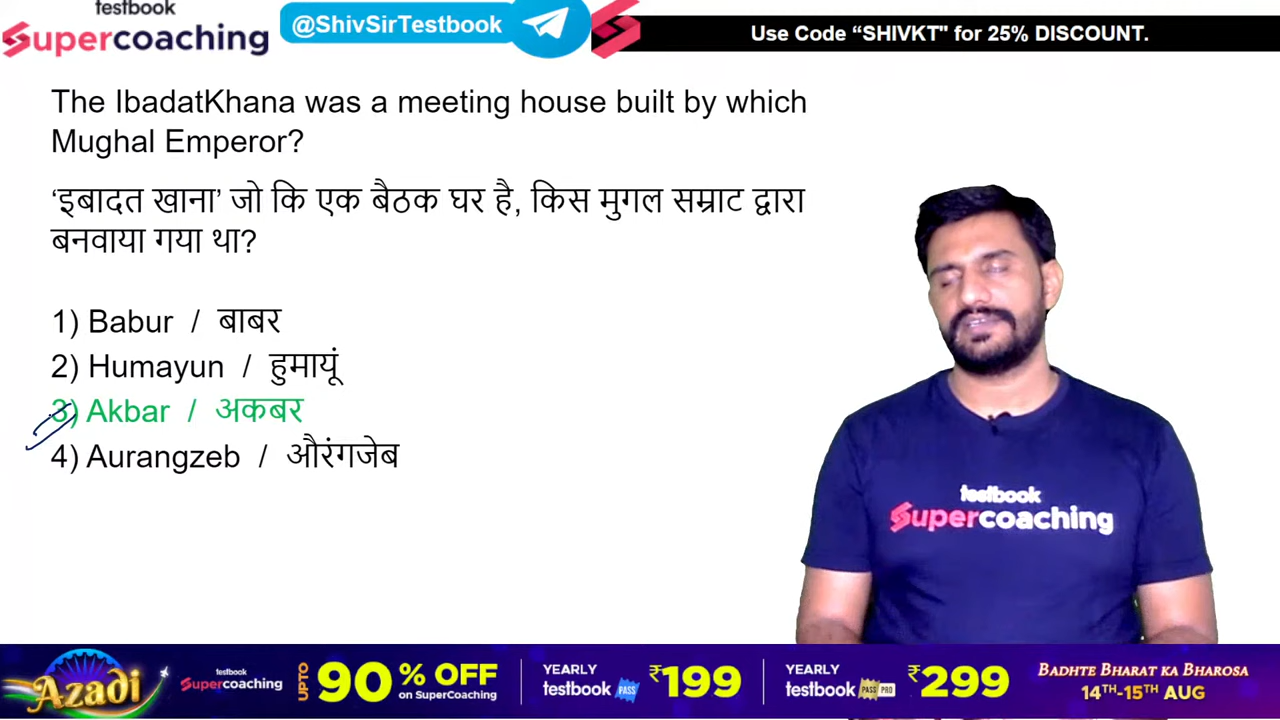 testbook
Supercoaching
@ShivSirTestbook
Use Code “SHIVKT" for 25% DISCOUNT.
The IbadatKhana was a meeting house built by which
Mughal Emperor?
‘इबादत खाना’ जो कि एक बैठक घर है, किस मुगल सम्राट द्वारा
बनवाया गया था?
1) Babur / बाबर
2) Humayun / हुमायूं
3) Akbar / अकबर
4) Aurangzeb / औरंगजेब
testbook
Supercoaching
Azadi
testbook
Supercoaching
UPTO 90% OFF
on SuperCoaching
YEARLY
testbook PASS
₹199
YEARLY
testbook PASS PRO
₹299
BADHTE BHARAT KA BHAROSA
14TH-15TH AUG